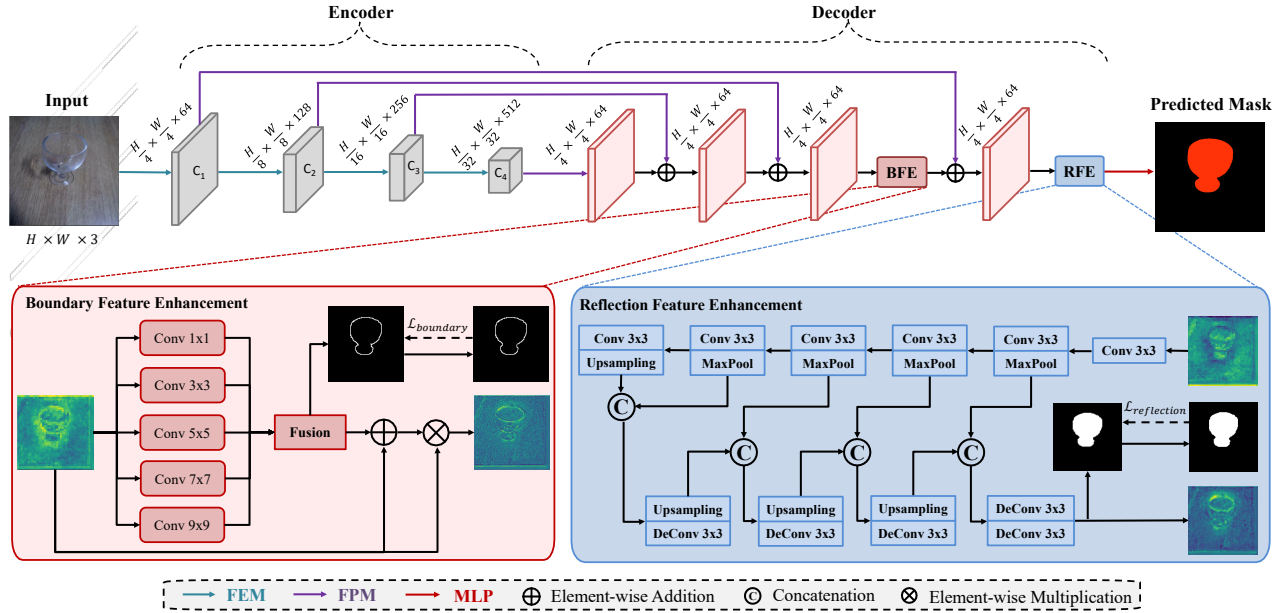 Encoder
Decoder
Input
H/4 × W/4 × 64
H/8 × W/8 × 128
H/16 × W/16 × 256
H/32 × W/32 × 512
H/4 × W/4 × 64
H/4 × W/4 × 64
H/4 × W/4 × 64
H/4 × W/4 × 64
Predicted Mask
C1
C2
C3
C4
BFE
RFE
H × W × 3
Boundary Feature Enhancement
Conv 1x1
Conv 3x3
Conv 5x5
Conv 7x7
Conv 9x9
Fusion
ℒboundary
Reflection Feature Enhancement
Conv 3x3
Upsampling
Conv 3x3
MaxPool
Conv 3x3
MaxPool
Conv 3x3
MaxPool
Conv 3x3
MaxPool
Conv 3x3
C
C
C
C
ℒreflection
Upsampling
DeConv 3x3
Upsampling
DeConv 3x3
Upsampling
DeConv 3x3
DeConv 3x3
DeConv 3x3
FEM
FPM
MLP
Element-wise Addition
C
Concatenation
Element-wise Multiplication